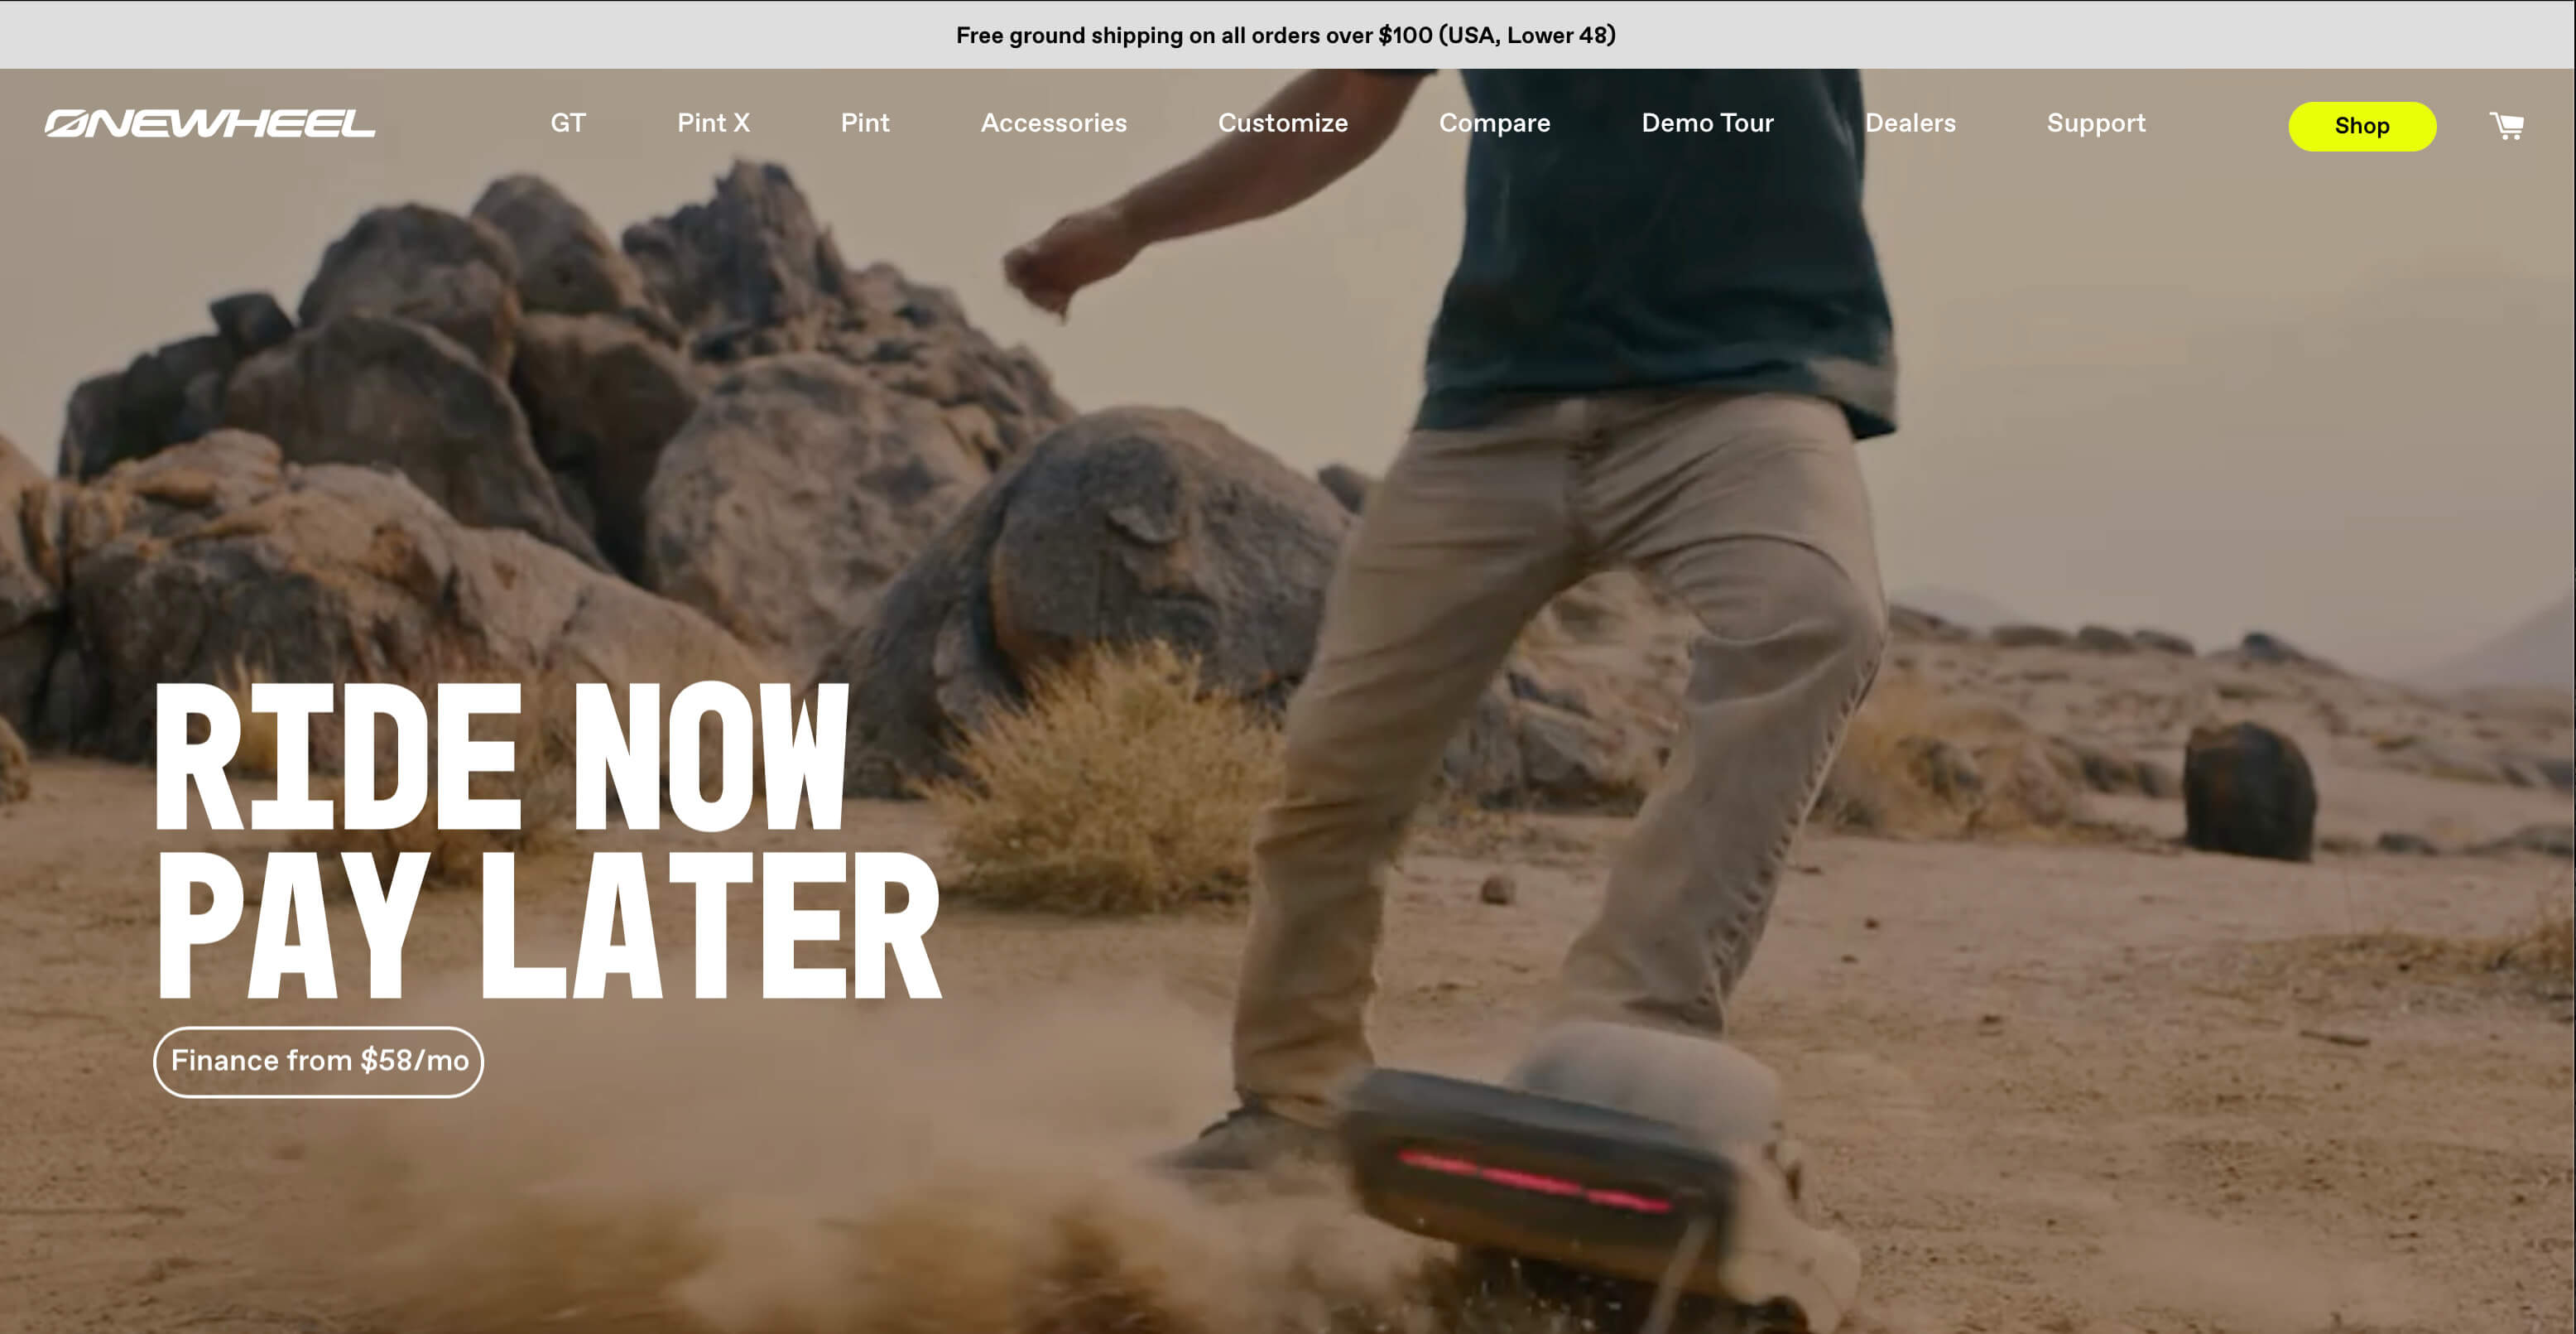 Free ground shipping on all orders over $100 (USA, Lower 48)
ONEWHEEL GT Pint X Pint Accessories Customize Compare Demo Tour Dealers Support Shop
RIDE NOW
PAY LATER
Finance from $58/mo